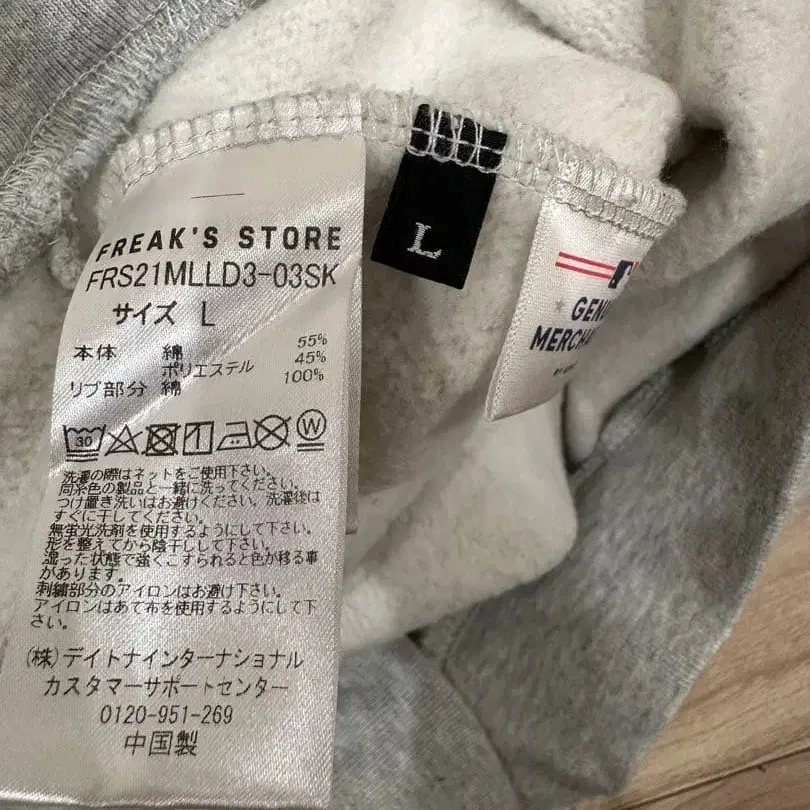 FREAK'S STORE
FRS21MLLD3-03SK
サイズ L
本体 綿 55%
ポリエステル 45%
リブ部分 綿 100%
30
W
洗濯の際はネットをご使用下さい。
同系色の製品と一緒に洗ってください。
つけ置き洗いはお避けください。洗濯後は
すぐに干してください。
無蛍光洗剤を使用するようにして下さい。
形を整えてから陰干しして下さい。
湿った状態で強くこすられると色が移る事
があります。
刺繍部分のアイロンはお避け下さい。
アイロンはあて布を使用するようにして下
さい。
(株)デイトナインターナショナル
カスタマーサポートセンター
0120-951-269
中国製
L